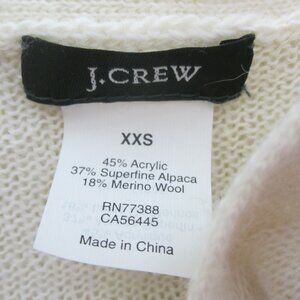 J.CREW
XXS
45% Acrylic
37% Superfine Alpaca
18% Merino Wool
RN77388
CA56445
Made in China